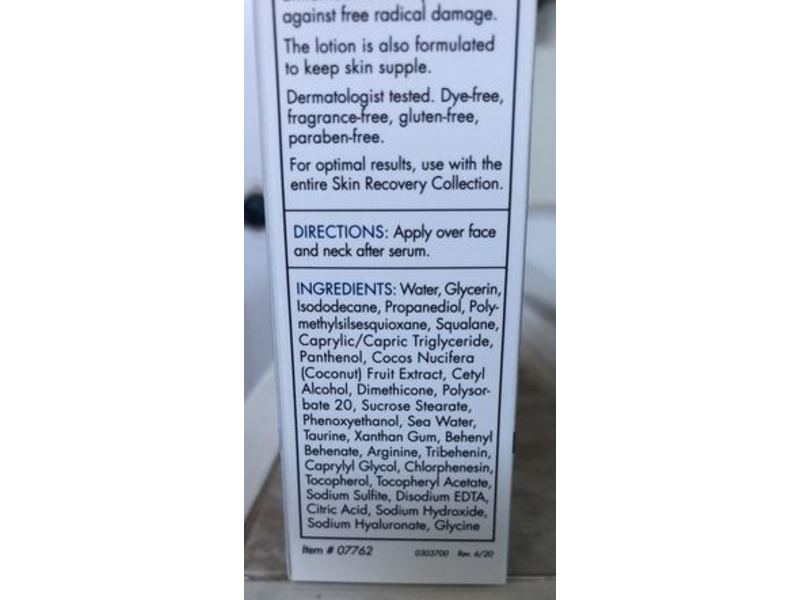 against free radical damage.
The lotion is also formulated
to keep skin supple.
Dermatologist tested. Dye-free,
fragrance-free, gluten-free,
paraben-free.
For optimal results, use with the
entire Skin Recovery Collection.
DIRECTIONS: Apply over face
and neck after serum.
INGREDIENTS: Water, Glycerin,
Isododecane, Propanediol, Poly-
methylsilsesquioxane, Squalane,
Caprylic/Capric Triglyceride,
Panthenol, Cocos Nucifera
(Coconut) Fruit Extract, Cetyl
Alcohol, Dimethicone, Polysor-
bate 20, Sucrose Stearate,
Phenoxyethanol, Sea Water,
Taurine, Xanthan Gum, Behenyl
Behenate, Arginine, Tribehenin,
Caprylyl Glycol, Chlorphenesin,
Tocopherol, Tocopheryl Acetate,
Sodium Sulfite, Disodium EDTA,
Citric Acid, Sodium Hydroxide,
Sodium Hyaluronate, Glycine
Item # 07762
0303700 Rev. 6/20